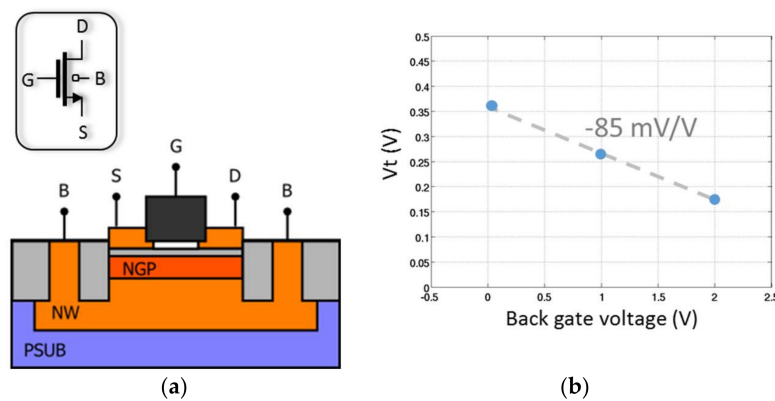 D
G
B
S
G
B
S
D
B
NGP
NW
PSUB
(a)
0.5
0.45
0.4
0.35
0.3
0.25
0.2
0.15
0.1
0.05
0
Vt (V)
-85 mV/V
-0.5 0 0.5 1 1.5 2 2.5
Back gate voltage (V)
(b)